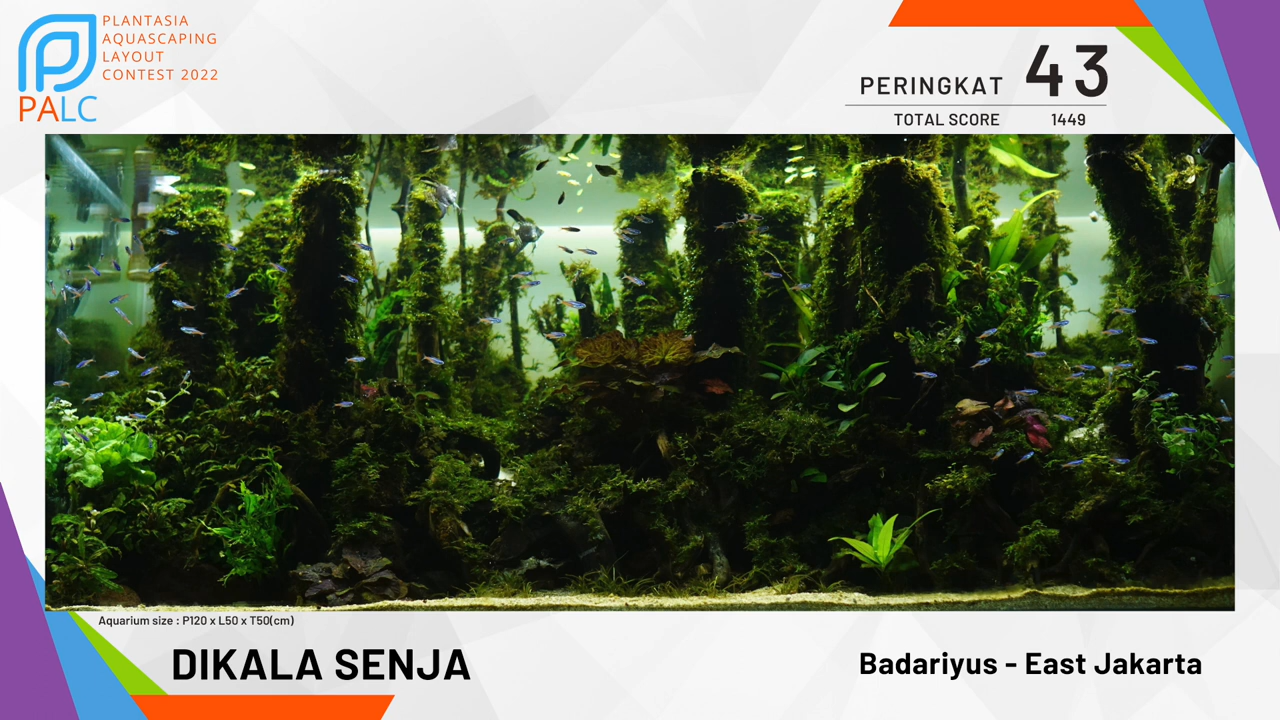 PLANTASIA
AQUASCAPING
LAYOUT
CONTEST 2022
PALC
PERINGKAT 43
TOTAL SCORE 1449
Aquarium size : P120 x L50 x T50(cm)
DIKALA SENJA
Badariyus - East Jakarta